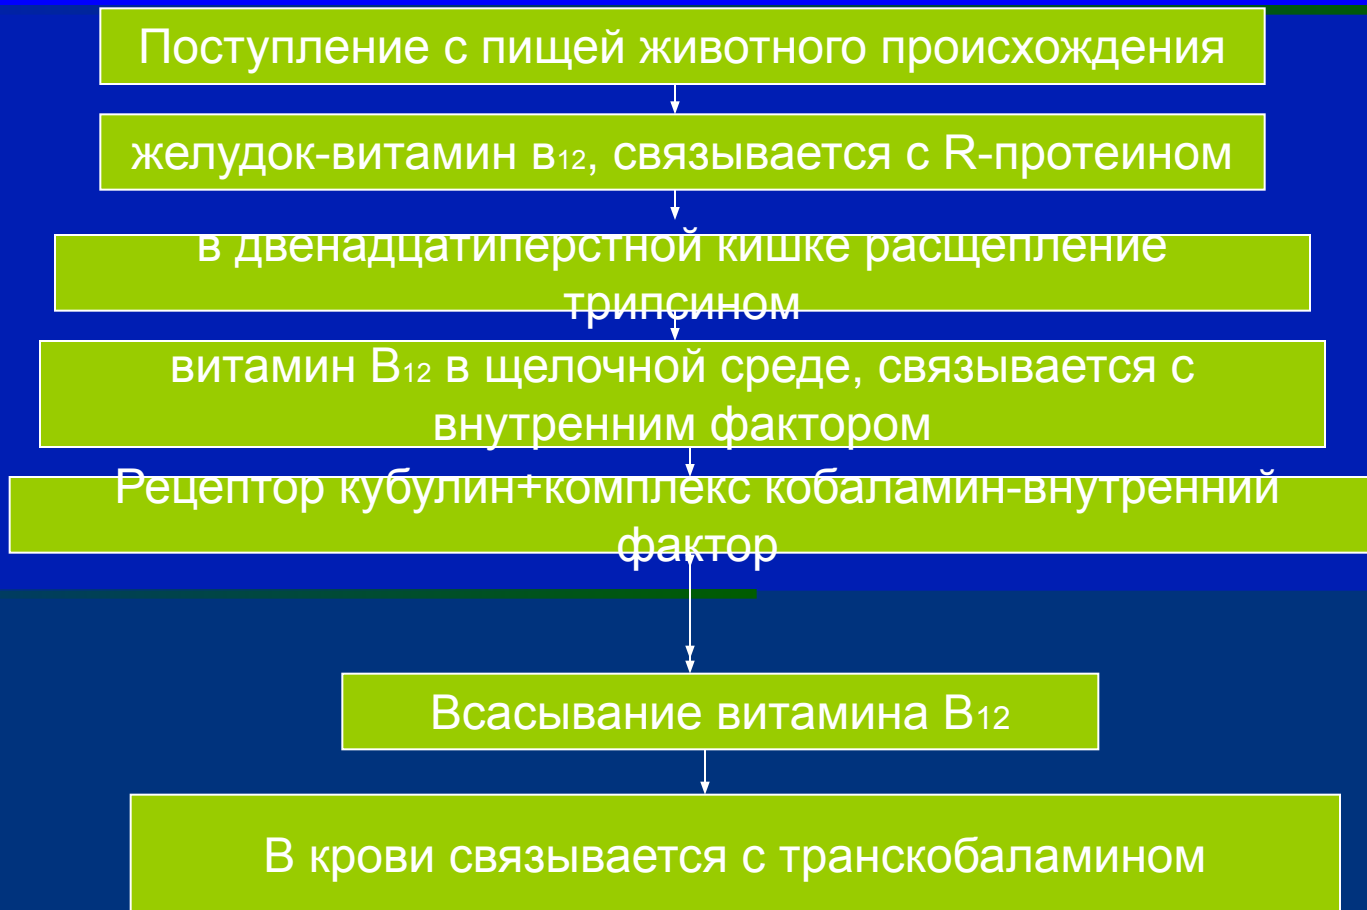 Поступление с пищей животного происхождения
желудок-витамин в12, связывается с R-протеином
в двенадцатиперстной кишке расщепление
трипсином
витамин В12 в щелочной среде, связывается с
внутренним фактором
Рецептор кубулин+комплекс кобаламин-внутренний
фактор
Всасывание витамина В12
В крови связывается с транскобаламином